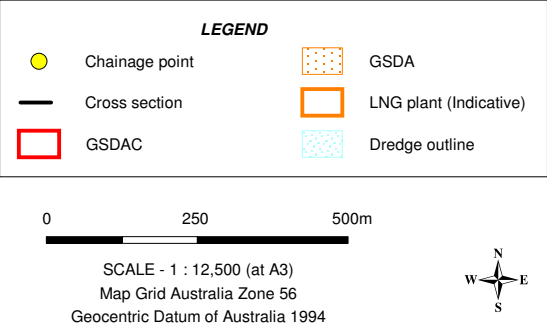 LEGEND
Chainage point
GSDA
Cross section
LNG plant (Indicative)
GSDAC
Dredge outline
0 250 500m
SCALE - 1 : 12,500 (at A3)
Map Grid Australia Zone 56
Geocentric Datum of Australia 1994
N
W E
S